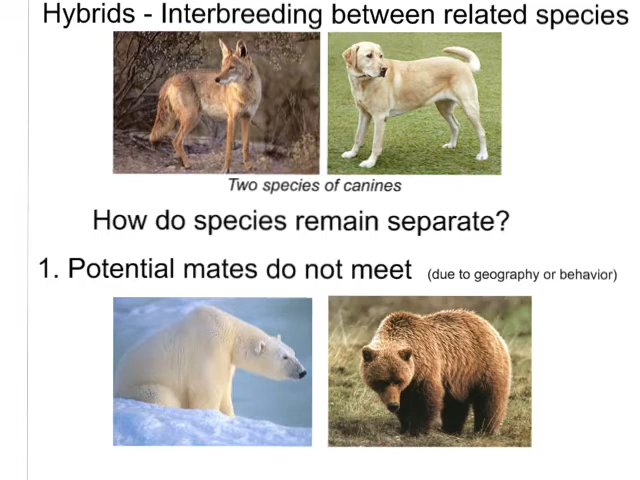 Hybrids - Interbreeding between related species
Two species of canines
How do species remain separate?
1. Potential mates do not meet (due to geography or behavior)